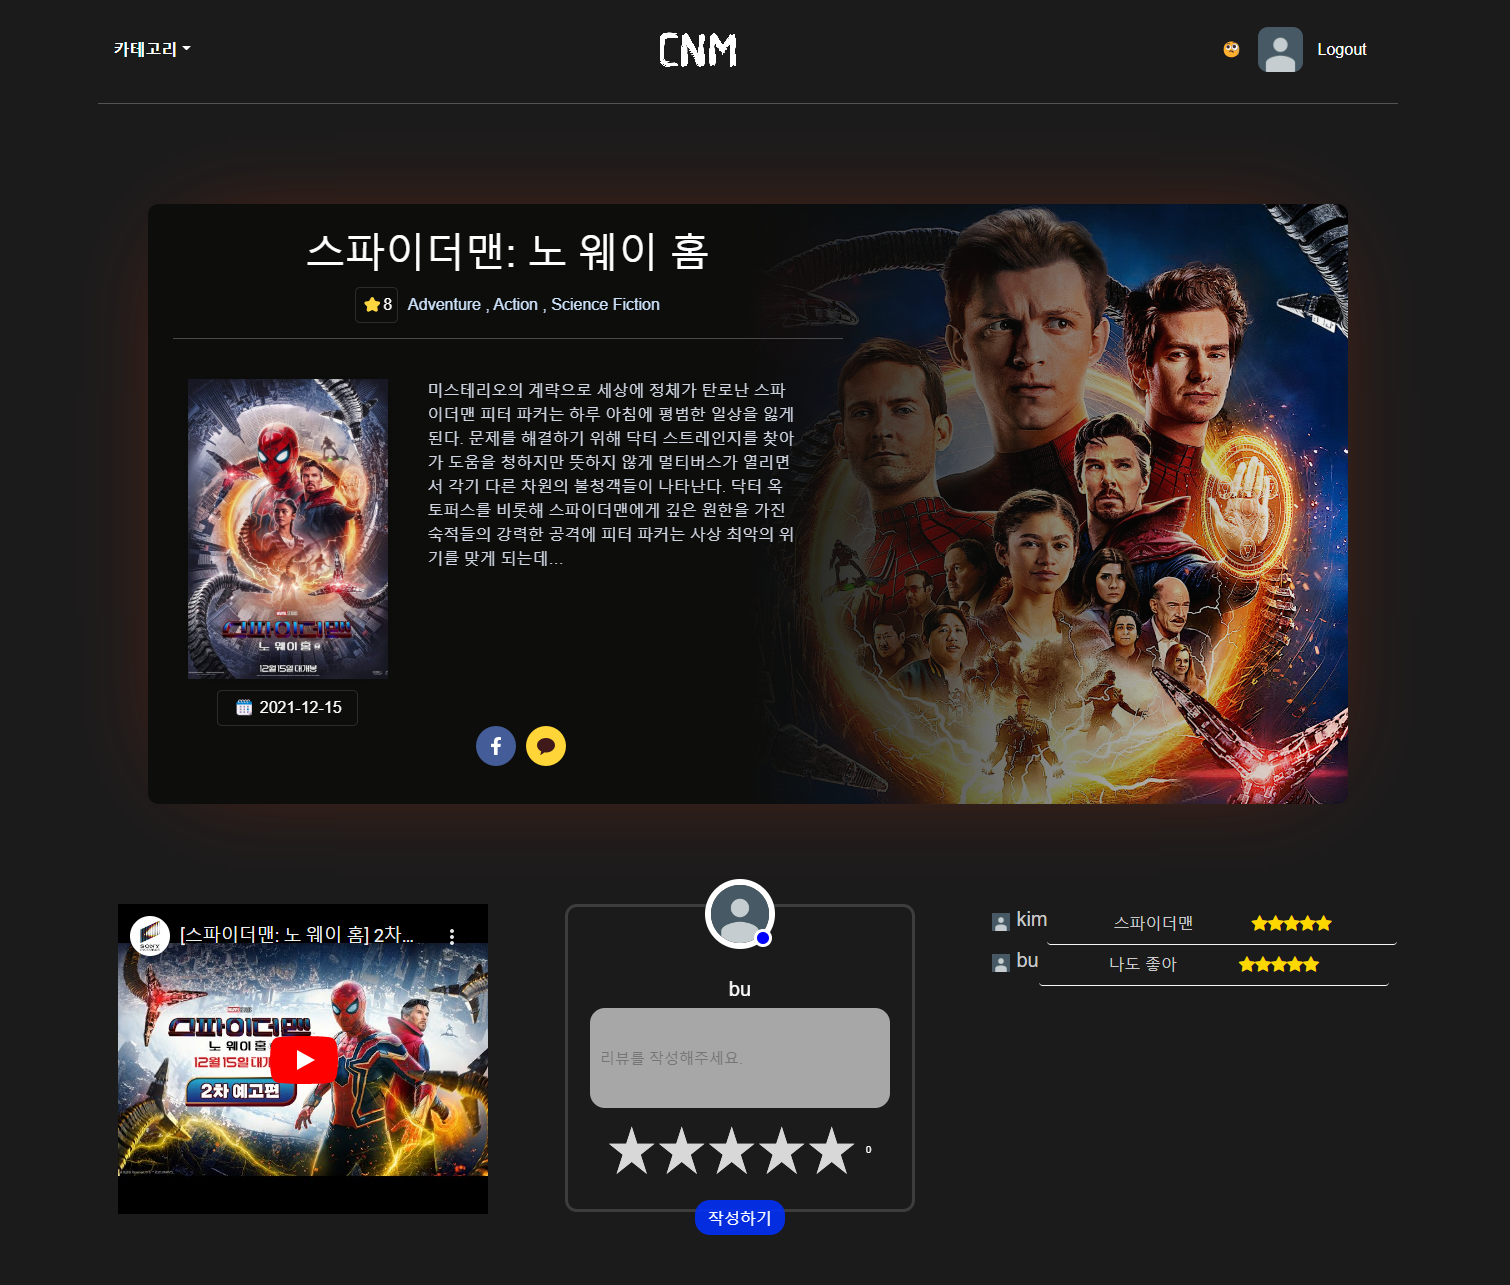 카테고리
CNM
Logout
스파이더맨: 노 웨이 홈
8
Adventure , Action , Science Fiction
미스테리오의 계략으로 세상에 정체가 탄로난 스파
이더맨 피터 파커는 하루 아침에 평범한 일상을 잃게
된다. 문제를 해결하기 위해 닥터 스트레인지를 찾아
가 도움을 청하지만 뜻하지 않게 멀티버스가 열리면
서 각기 다른 차원의 불청객들이 나타난다. 닥터 옥
토퍼스를 비롯해 스파이더맨에게 깊은 원한을 가진
숙적들의 강력한 공격에 피터 파커는 사상 최악의 위
기를 맞게 되는데…
스파이더맨
노 웨이 홈
12월 15일 대개봉
2021-12-15
SONY
[스파이더맨: 노 웨이 홈] 2차...
스파이더맨
노 웨이 홈
12월 15일 대개
2차 예고편
bu
리뷰를 작성해주세요.
0
작성하기
kim 스파이더맨
bu 나도 좋아